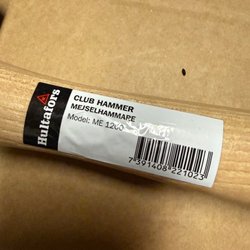 Hultafors
CLUB HAMMER
MEJSELHAMMARE
Model: ME 1200
7 391408 221023